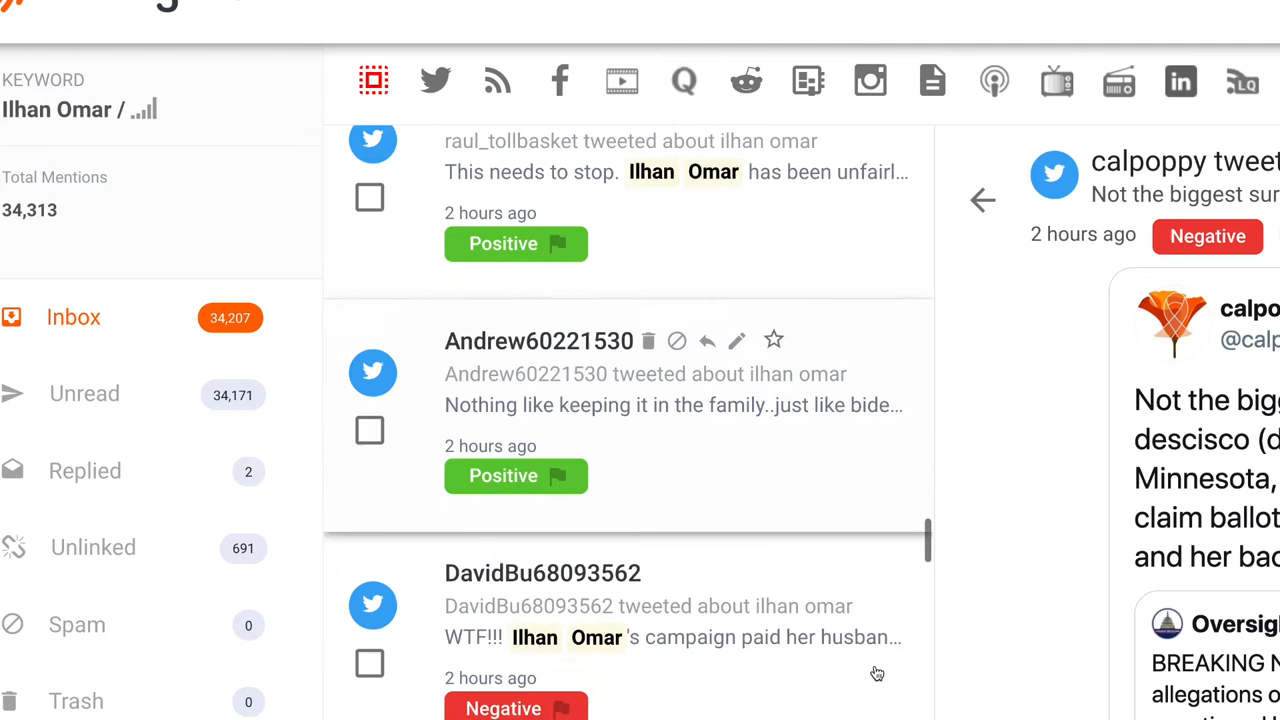 KEYWORD
Ilhan Omar /
Total Mentions
34,313
Inbox 34,207
Unread 34,171
Replied 2
Unlinked 691
Spam 0
Trash 0
Q
in
LQ
raul_tollbasket tweeted about ilhan omar
This needs to stop. Ilhan Omar has been unfairl...
2 hours ago
Positive
Andrew60221530
Andrew60221530 tweeted about ilhan omar
Nothing like keeping it in the family..just like bide...
2 hours ago
Positive
DavidBu68093562
DavidBu68093562 tweeted about ilhan omar
WTF!!! Ilhan Omar's campaign paid her husban...
2 hours ago
Negative
calpoppy tweet
Not the biggest sur
2 hours ago Negative
calpo
@calp
Not the big
descisco (d
Minnesota,
claim ballot
and her bac
Oversigh
BREAKING N
allegations o